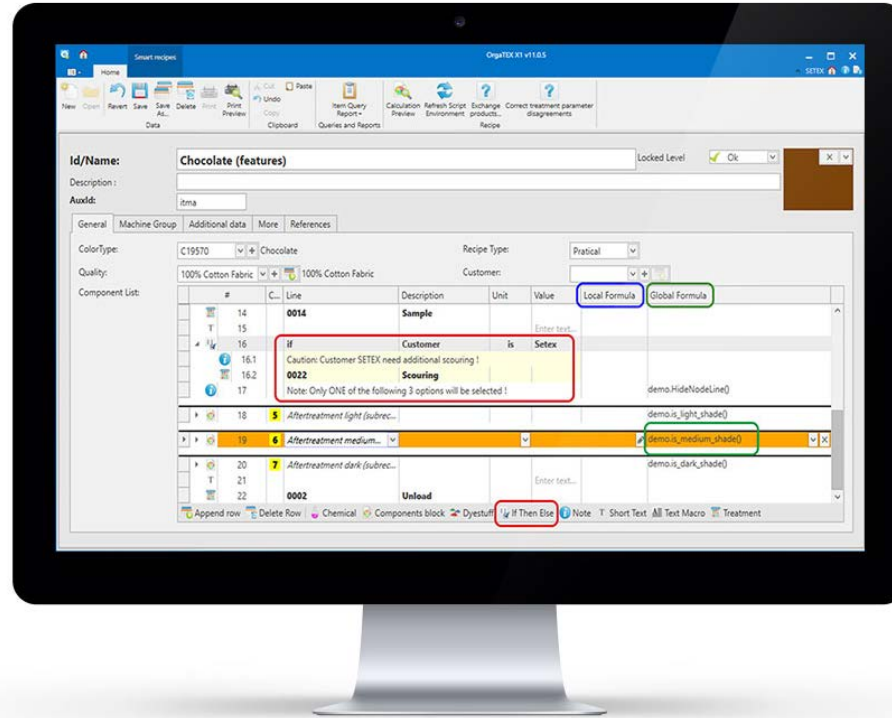 Smart recipes
OrgaTEX X1 v11.0.5
Home
SETEX
New Open Revert Save Save As... Delete Print Print Preview
Cut Paste
Undo
Copy
Item Query Report
Calculation Preview Refresh Script Environment Exchange products... Correct treatment parameter disagreements
Data Clipboard Queries and Reports Recipe
Id/Name: Chocolate (features) Locked Level Ok
Description :
AuxId: itma
General Machine Group Additional data More References
ColorType: C19570 Chocolate Recipe Type: Pratical
Quality: 100% Cotton Fabric 100% Cotton Fabric Customer:
Component List:
# C... Line Description Unit Value Local Formula Global Formula
14 0014 Sample
T 15 Enter text...
16 if Customer is Setex
16.1 Caution: Customer SETEX need additional scouring !
16.2 0022 Scouring
17 Note: Only ONE of the following 3 options will be selected ! demo.HideNodeLine()
18 5 Aftertreatment light (subrec... demo.is_light_shade()
19 6 Aftertreatment medium... demo.is_medium_shade()
20 7 Aftertreatment dark (subrec... demo.is_dark_shade()
T 21 Enter text...
22 0002 Unload
Append row Delete Row Chemical Components block Dyestuff If Then Else Note T Short Text All Text Macro Treatment